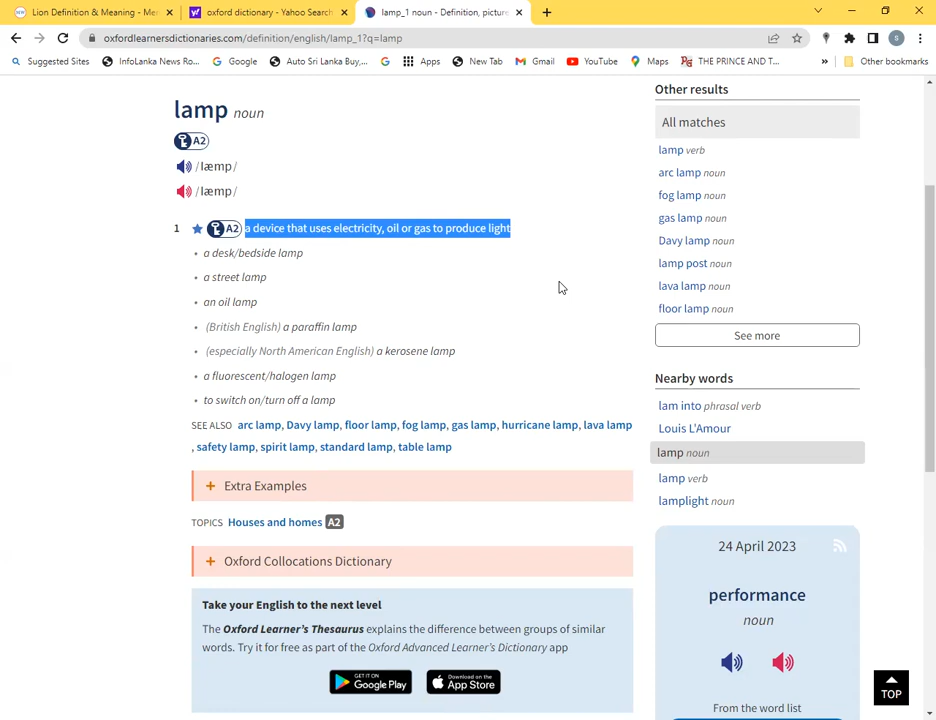 Lion Definition & Meaning - Mer
oxford dictionary - Yahoo Search
lamp_1 noun - Definition, picture
oxfordlearnersdictionaries.com/definition/english/lamp_1?q=lamp
S
Suggested Sites
InfoLanka News Ro...
Google
Auto Sri Lanka Buy,...
Apps
New Tab
Gmail
YouTube
Maps
THE PRINCE AND T...
»
Other bookmarks
lamp noun
A2
/læmp/
/læmp/
1 A2 a device that uses electricity, oil or gas to produce light
• a desk/bedside lamp
• a street lamp
• an oil lamp
• (British English) a paraffin lamp
• (especially North American English) a kerosene lamp
• a fluorescent/halogen lamp
• to switch on/turn off a lamp
SEE ALSO arc lamp, Davy lamp, floor lamp, fog lamp, gas lamp, hurricane lamp, lava lamp
, safety lamp, spirit lamp, standard lamp, table lamp
+ Extra Examples
TOPICS Houses and homes A2
+ Oxford Collocations Dictionary
Take your English to the next level
The Oxford Learner's Thesaurus explains the difference between groups of similar
words. Try it for free as part of the Oxford Advanced Learner's Dictionary app
GET IT ON
Google Play
Download on the
App Store
Other results
All matches
lamp verb
arc lamp noun
fog lamp noun
gas lamp noun
Davy lamp noun
lamp post noun
lava lamp noun
floor lamp noun
See more
Nearby words
lam into phrasal verb
Louis L'Amour
lamp noun
lamp verb
lamplight noun
24 April 2023
performance
noun
From the word list
TOP